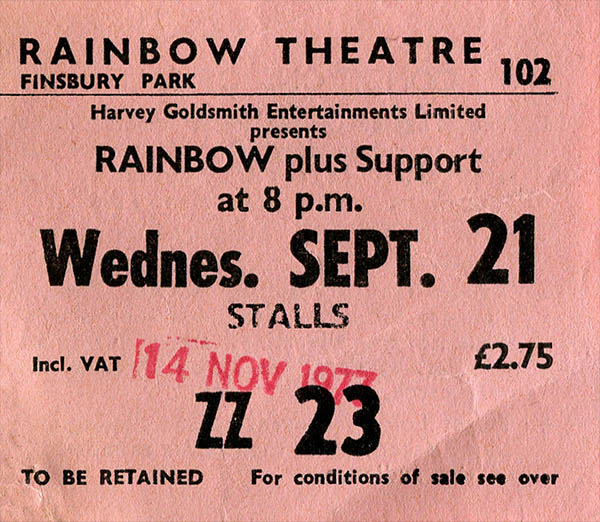 RAINBOW THEATRE
FINSBURY PARK
102
Harvey Goldsmith Entertainments Limited
presents
RAINBOW plus Support
at 8 p.m.
Wednes. SEPT. 21
STALLS
Incl. VAT 14 NOV 1977 £2.75
ZZ 23
TO BE RETAINED For conditions of sale see over